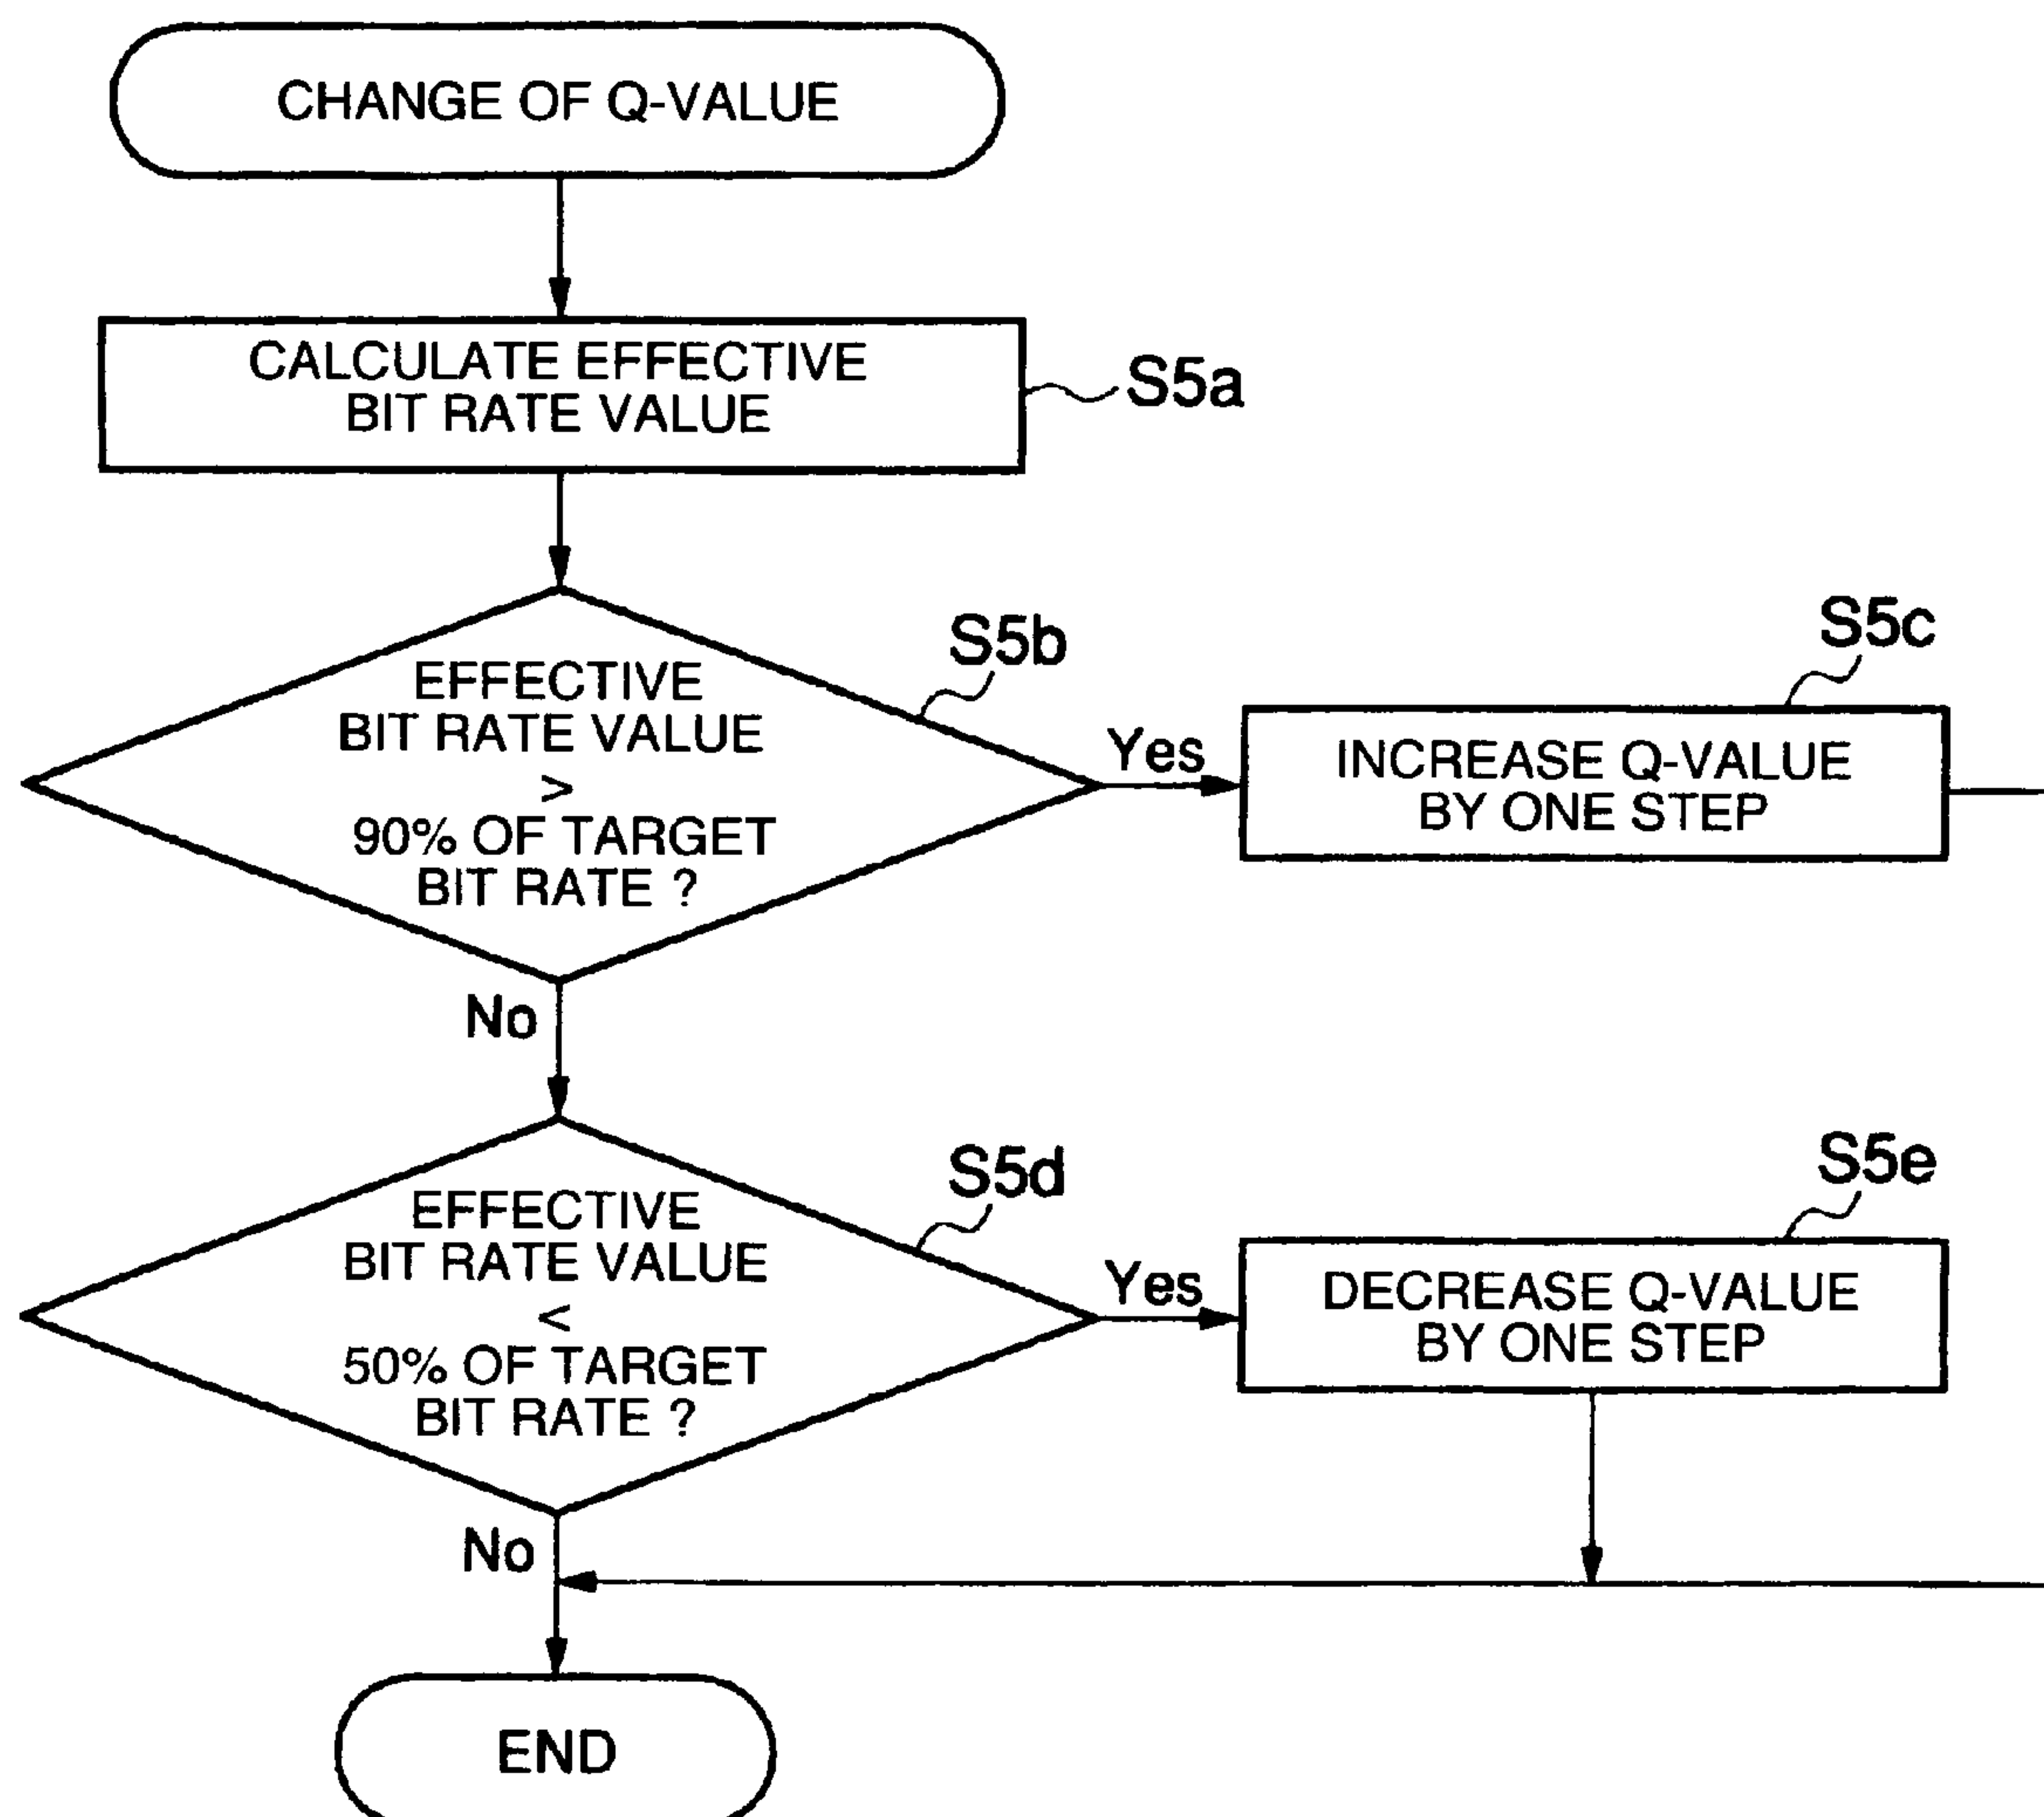 CHANGE OF Q-VALUE
CALCULATE EFFECTIVE
BIT RATE VALUE
S5a
EFFECTIVE
BIT RATE VALUE
>
90% OF TARGET
BIT RATE ?
S5b
Yes
S5c
INCREASE Q-VALUE
BY ONE STEP
No
EFFECTIVE
BIT RATE VALUE
<
50% OF TARGET
BIT RATE ?
S5d
Yes
S5e
DECREASE Q-VALUE
BY ONE STEP
No
END